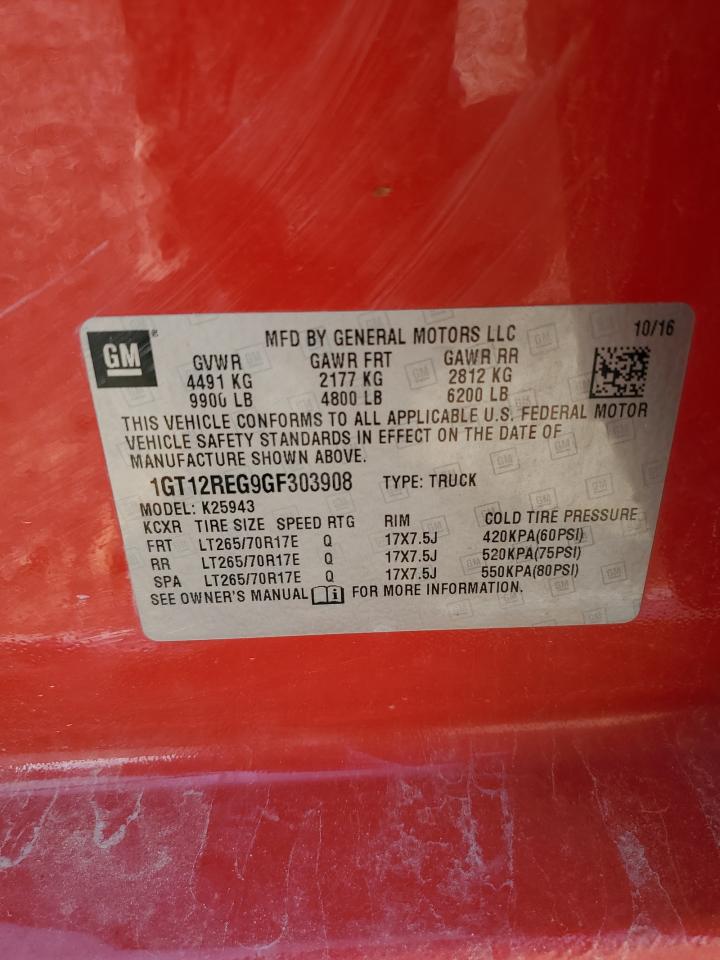 GM
MFD BY GENERAL MOTORS LLC 10/16
GVWR GAWR FRT GAWR RR
4491 KG 2177 KG 2812 KG
9900 LB 4800 LB 6200 LB
THIS VEHICLE CONFORMS TO ALL APPLICABLE U.S. FEDERAL MOTOR
VEHICLE SAFETY STANDARDS IN EFFECT ON THE DATE OF
MANUFACTURE SHOWN ABOVE.
1GT12REG9GF303908 TYPE: TRUCK
MODEL: K25943
KCXR TIRE SIZE SPEED RTG RIM COLD TIRE PRESSURE
FRT LT265/70R17E Q 17X7.5J 420KPA(60PSI)
RR LT265/70R17E Q 17X7.5J 520KPA(75PSI)
SPA LT265/70R17E Q 17X7.5J 550KPA(80PSI)
SEE OWNER'S MANUAL FOR MORE INFORMATION.